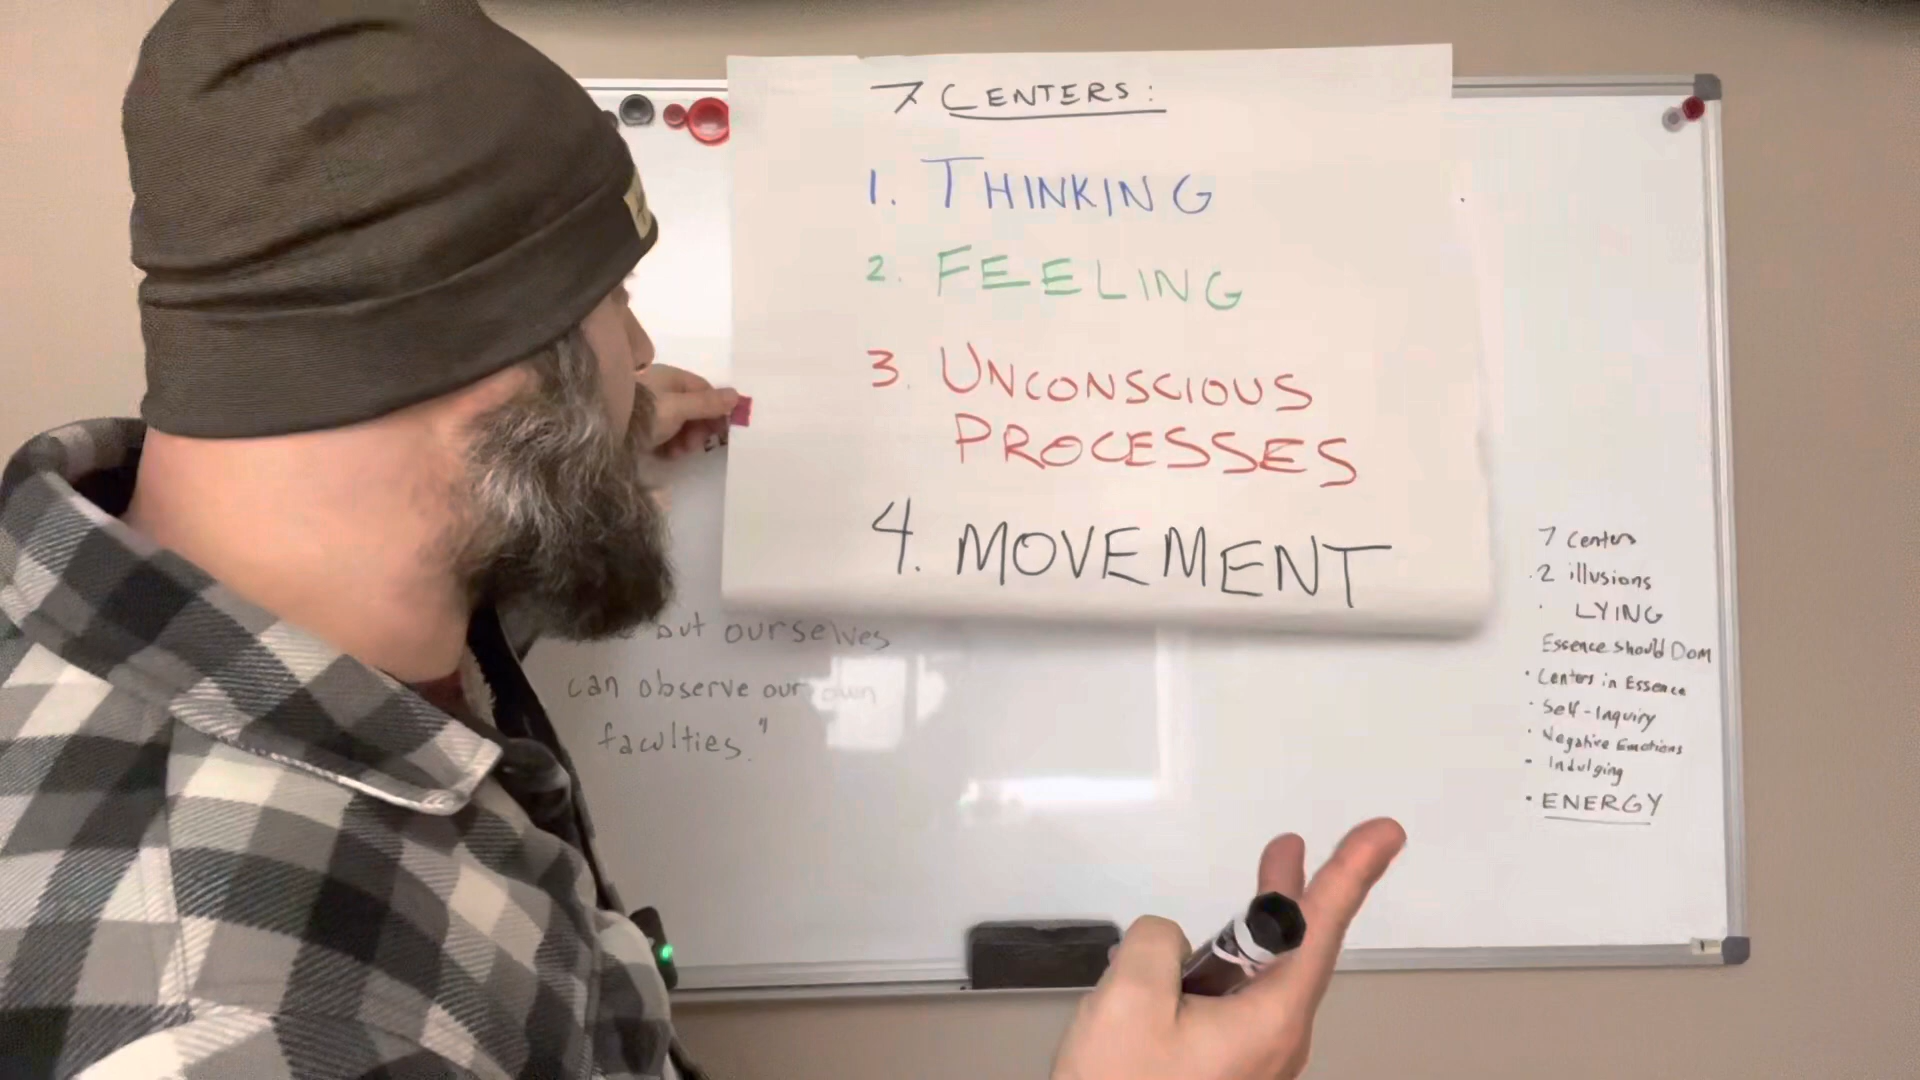 7 CENTERS:
1. THINKING
2. FEELING
3. UNCONSCIOUS
PROCESSES
4. MOVEMENT
but ourselves
can observe our own
faculties."
7 Centers
. 2 illusions
· LYING
Essence should Dom
· Centers in Essence
· Self-Inquiry
· Negative Emotions
- Indulging
· ENERGY